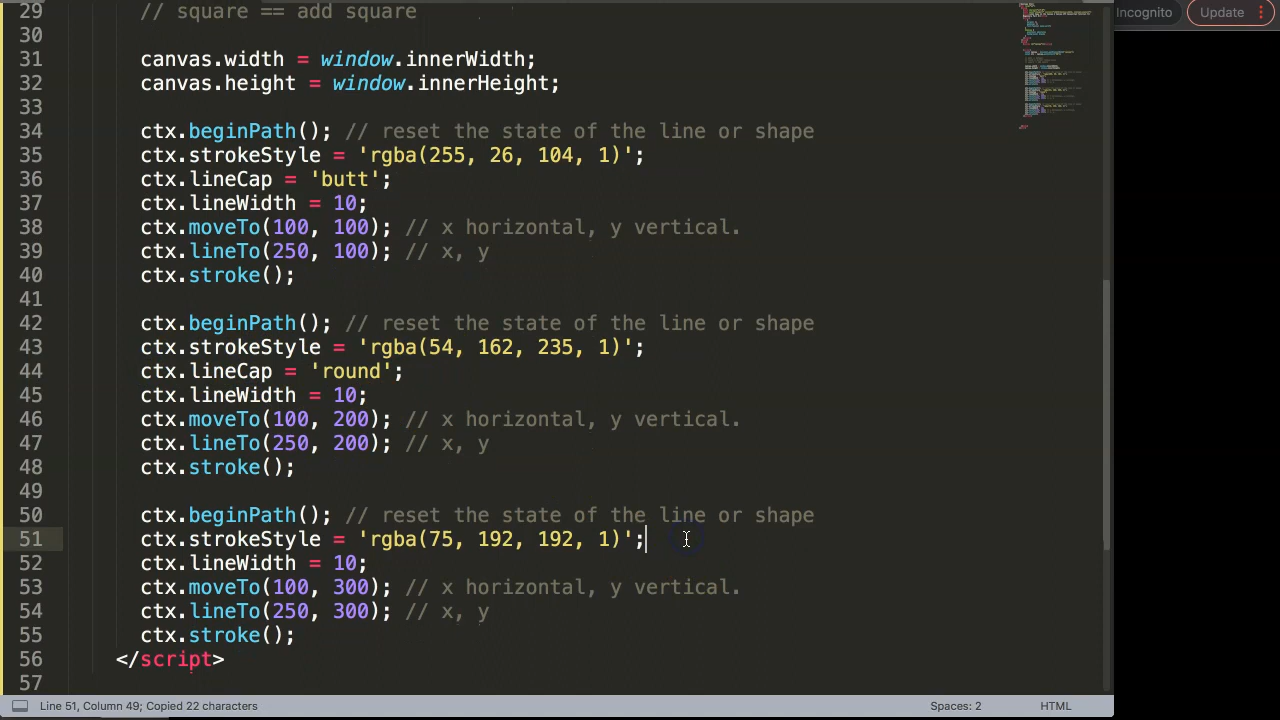 Incognito
Update
29 // square == add square
30
31 canvas.width = window.innerWidth;
32 canvas.height = window.innerHeight;
33
34 ctx.beginPath(); // reset the state of the line or shape
35 ctx.strokeStyle = 'rgba(255, 26, 104, 1)';
36 ctx.lineCap = 'butt';
37 ctx.lineWidth = 10;
38 ctx.moveTo(100, 100); // x horizontal, y vertical.
39 ctx.lineTo(250, 100); // x, y
40 ctx.stroke();
41
42 ctx.beginPath(); // reset the state of the line or shape
43 ctx.strokeStyle = 'rgba(54, 162, 235, 1)';
44 ctx.lineCap = 'round';
45 ctx.lineWidth = 10;
46 ctx.moveTo(100, 200); // x horizontal, y vertical.
47 ctx.lineTo(250, 200); // x, y
48 ctx.stroke();
49
50 ctx.beginPath(); // reset the state of the line or shape
51 ctx.strokeStyle = 'rgba(75, 192, 192, 1)';
52 ctx.lineWidth = 10;
53 ctx.moveTo(100, 300); // x horizontal, y vertical.
54 ctx.lineTo(250, 300); // x, y
55 ctx.stroke();
56 </script>
57
Line 51, Column 49; Copied 22 characters
Spaces: 2
HTML